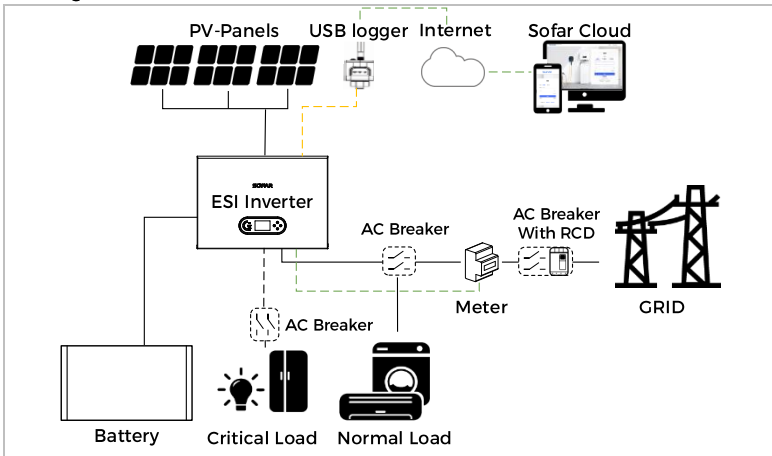 PV-Panels
USB logger
Internet
Sofar Cloud
SOFAR
ESI Inverter
AC Breaker
AC Breaker
With RCD
Meter
GRID
AC Breaker
Battery
Critical Load
Normal Load